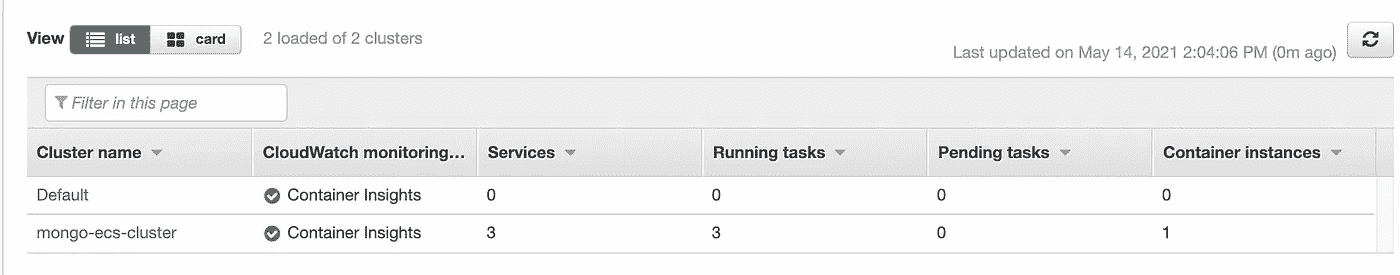 View list card 2 loaded of 2 clusters
Last updated on May 14, 2021 2:04:06 PM (0m ago)
Filter in this page
Cluster name CloudWatch monitoring... Services Running tasks Pending tasks Container instances
Default Container Insights 0 0 0 0
mongo-ecs-cluster Container Insights 3 3 0 1